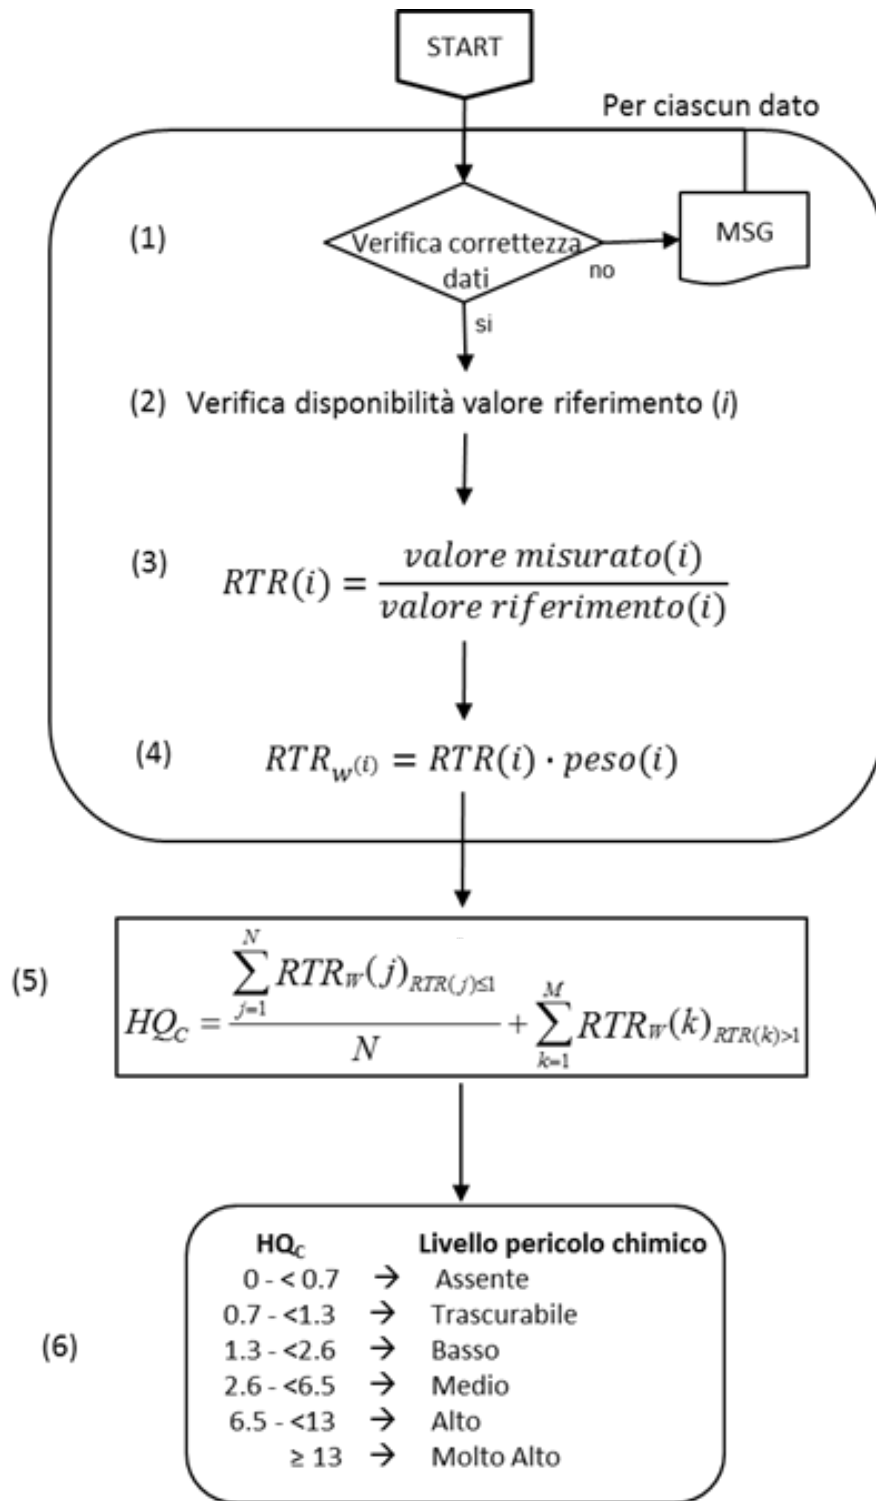 START
Per ciascun dato
(1)
Verifica correttezza
dati
no
MSG
si
(2) Verifica disponibilità valore riferimento (i)
(3)
RTR(i) = valore misurato(i) / valore riferimento(i)
(4)
RTR_w(i) = RTR(i) · peso(i)
(5)
HQ_C = ∑_{j=1}^{N} RTR_W(j)_{RTR(j)≤1} / N + ∑_{k=1}^{M} RTR_W(k)_{RTR(k)>1}
HQ_C Livello pericolo chimico
0 - < 0.7 → Assente
0.7 - <1.3 → Trascurabile
(6)
1.3 - <2.6 → Basso
2.6 - <6.5 → Medio
6.5 - <13 → Alto
≥ 13 → Molto Alto